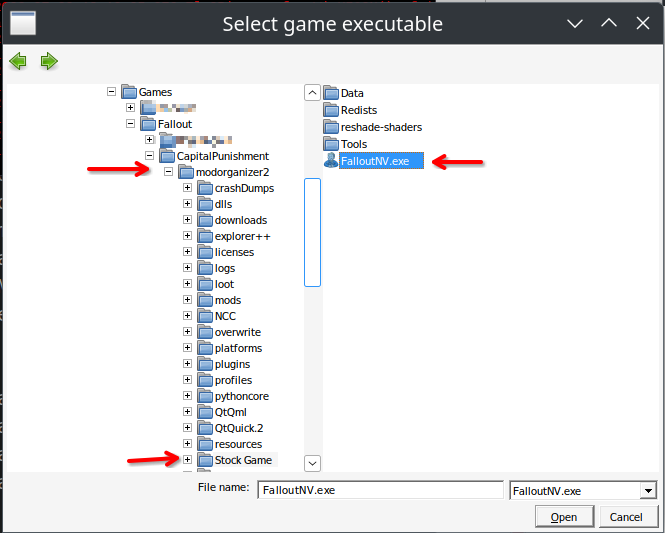 Select game executable
Games
Fallout
CapitalPunishment
modorganizer2
crashDumps
dlls
downloads
explorer++
licenses
logs
loot
mods
NCC
overwrite
platforms
plugins
profiles
pythoncore
QtQml
QtQuick.2
resources
Stock Game
Data
Redists
reshade-shaders
Tools
FalloutNV.exe
File name: FalloutNV.exe FalloutNV.exe
Open Cancel